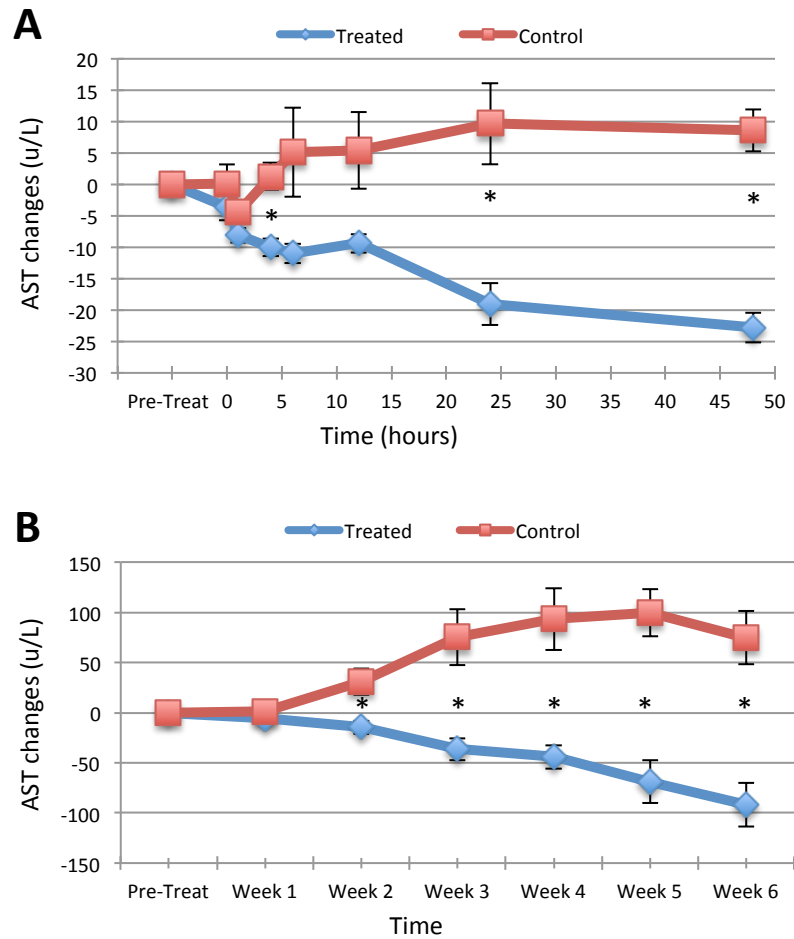 A
Treated Control
AST changes (u/L)
20
15
10
5
0
-5
-10
-15
-20
-25
-30
* * *
Pre-Treat 0 5 10 15 20 25 30 35 40 45 50
Time (hours)
B
Treated Control
AST changes (u/L)
150
100
50
0
-50
-100
-150
* * * * *
Pre-Treat Week 1 Week 2 Week 3 Week 4 Week 5 Week 6
Time